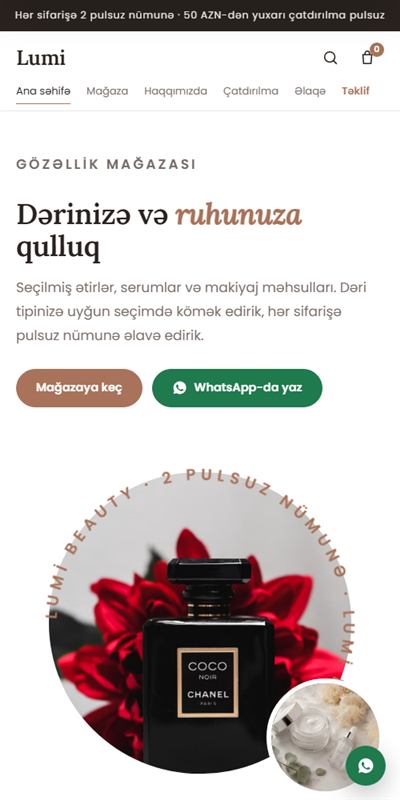 Hər sifarişə 2 pulsuz nümunə · 50 AZN-dən yuxarı çatdırılma pulsuz
Lumi
0
Ana səhifə Mağaza Haqqımızda Çatdırılma Əlaqə Təklif
GÖZƏLLİK MAĞAZASI
Dərinizə və ruhunuza
qulluq
Seçilmiş ətirlər, serumlar və makiyaj məhsulları. Dəri
tipinizə uyğun seçimdə kömək edirik, hər sifarişə
pulsuz nümunə əlavə edirik.
Mağazaya keç
WhatsApp-da yaz
LUMİ BEAUTY · 2 PULSUZ NÜMUNƏ · LUMİ
COCO
NOIR
CHANEL
PARIS